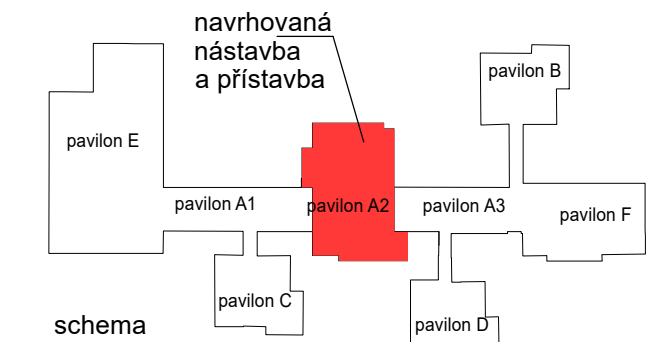 navrhovaná
nástavba
a přístavba
pavilon B
pavilon E
pavilon A1
pavilon A2
pavilon A3
pavilon F
pavilon C
pavilon D
schema